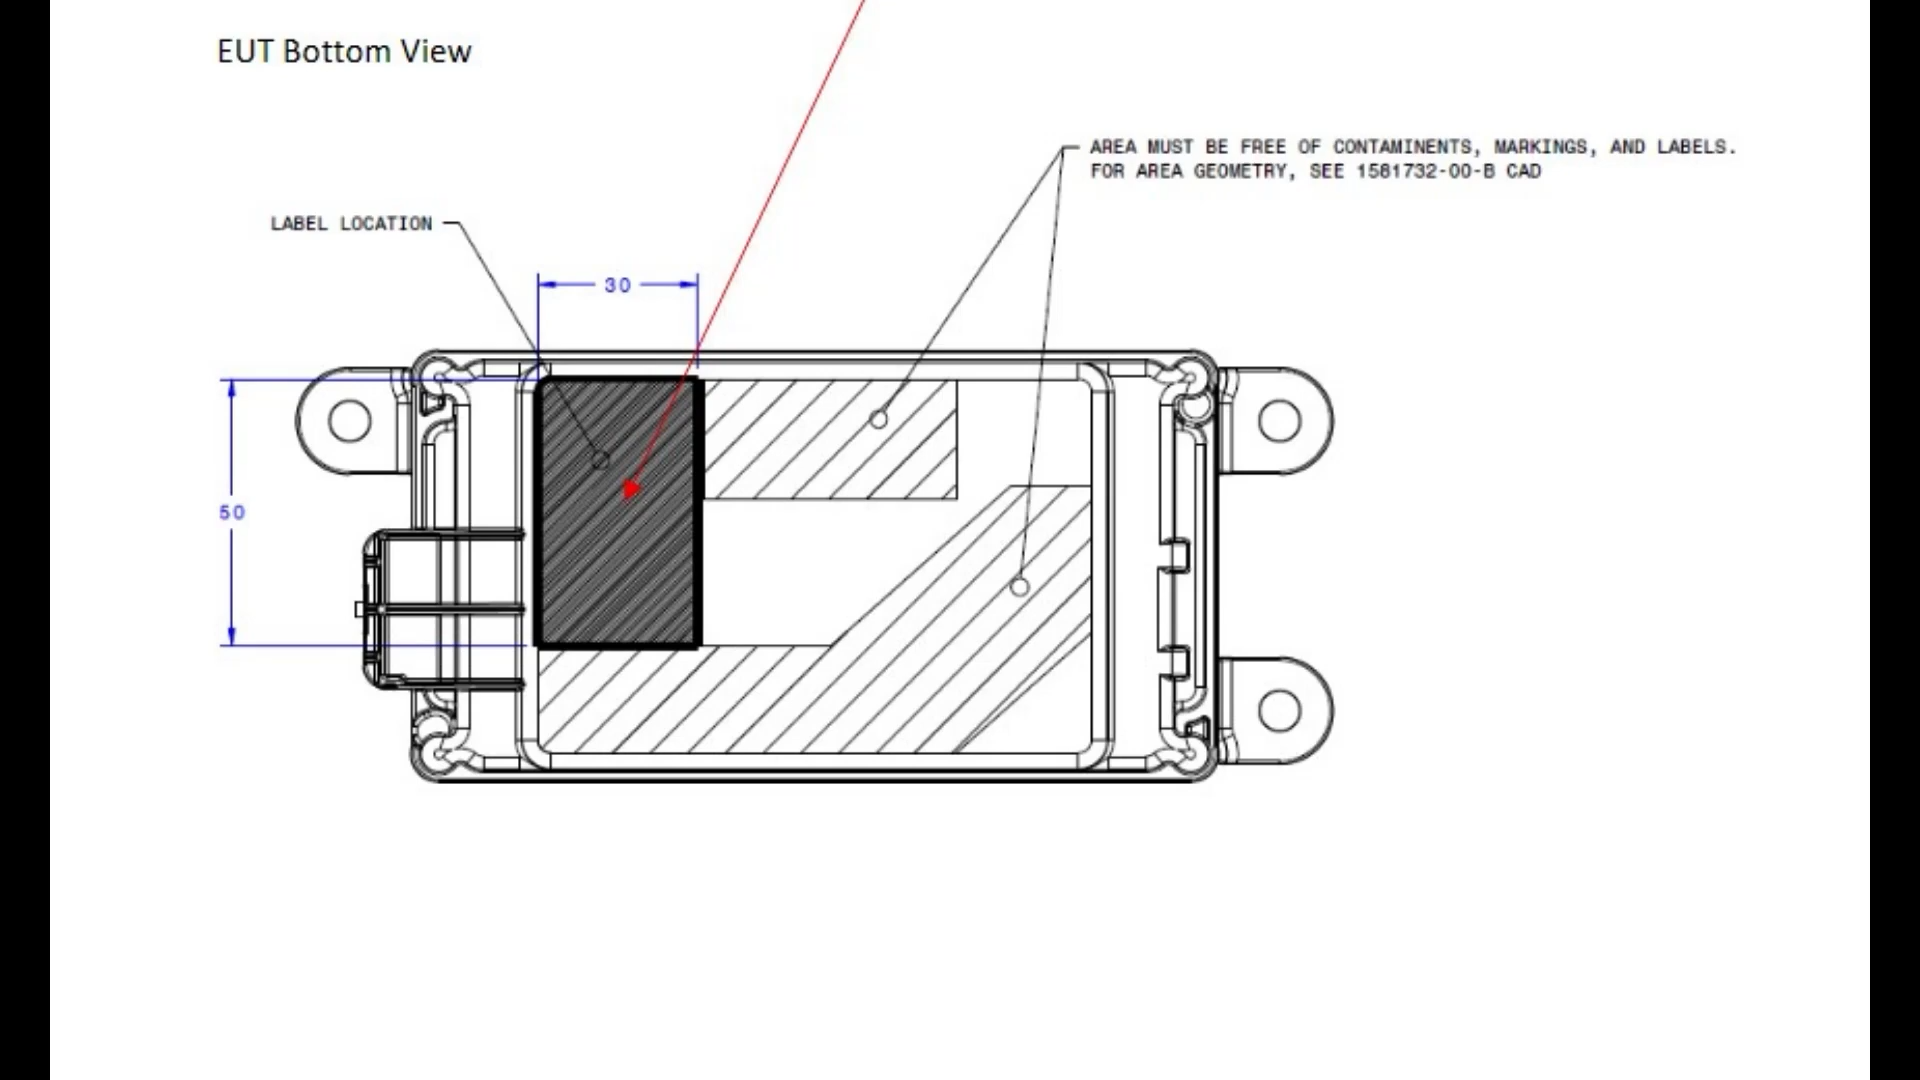 EUT Bottom View
AREA MUST BE FREE OF CONTAMINENTS, MARKINGS, AND LABELS.
FOR AREA GEOMETRY, SEE 1581732-00-B CAD
LABEL LOCATION
30
50